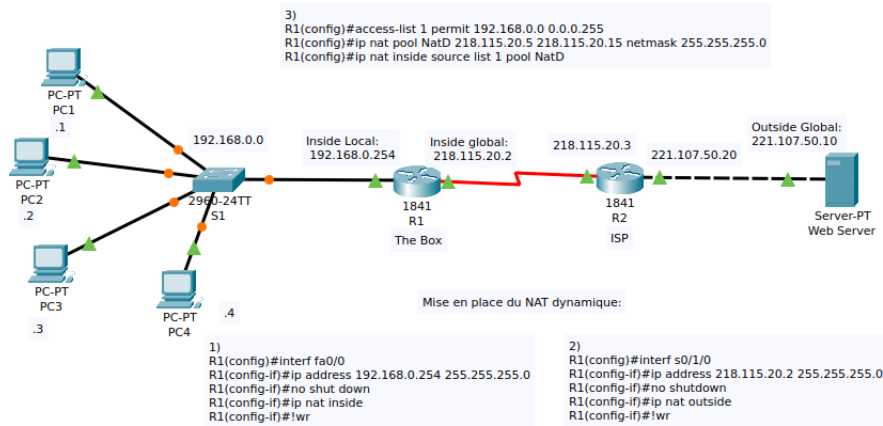 3)
R1(config)#access-list 1 permit 192.168.0.0 0.0.0.255
R1(config)#ip nat pool NatD 218.115.20.5 218.115.20.15 netmask 255.255.255.0
R1(config)#ip nat inside source list 1 pool NatD
PC-PT
PC1
.1
192.168.0.0
Inside Local:
192.168.0.254
Inside global:
218.115.20.2
218.115.20.3
221.107.50.20
Outside Global:
221.107.50.10
PC-PT
PC2
.2
2960-24TT
S1
1841
R1
The Box
1841
R2
ISP
Server-PT
Web Server
PC-PT
PC3
.3
PC-PT
PC4
.4
Mise en place du NAT dynamique:
1)
R1(config)#interf fa0/0
R1(config-if)#ip address 192.168.0.254 255.255.255.0
R1(config-if)#no shut down
R1(config-if)#ip nat inside
R1(config-if)#!wr
2)
R1(config)#interf s0/1/0
R1(config-if)#ip address 218.115.20.2 255.255.255.0
R1(config-if)#no shutdown
R1(config-if)#ip nat outside
R1(config-if)#!wr